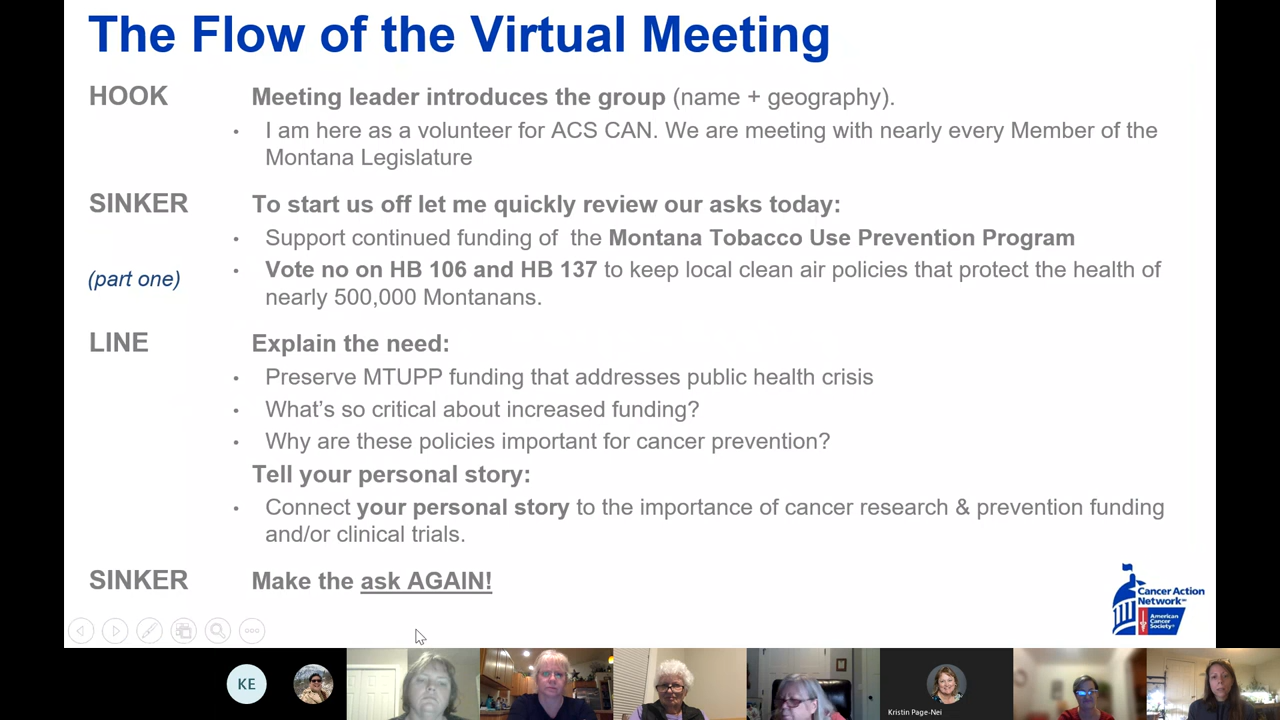 The Flow of the Virtual Meeting
HOOK
Meeting leader introduces the group (name + geography).
• I am here as a volunteer for ACS CAN. We are meeting with nearly every Member of the
Montana Legislature
SINKER
To start us off let me quickly review our asks today:
• Support continued funding of the Montana Tobacco Use Prevention Program
(part one)
• Vote no on HB 106 and HB 137 to keep local clean air policies that protect the health of
nearly 500,000 Montanans.
LINE
Explain the need:
• Preserve MTUPP funding that addresses public health crisis
• What's so critical about increased funding?
• Why are these policies important for cancer prevention?
Tell your personal story:
• Connect your personal story to the importance of cancer research & prevention funding
and/or clinical trials.
SINKER
Make the ask AGAIN!
Cancer Action
Network℠
American
Cancer
Society®
KE
Kristin Page-Nei